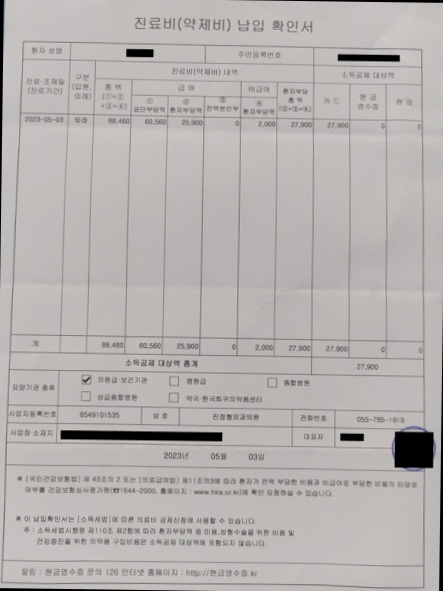 진료비(약제비) 납입 확인서
환자 성명 주민등록번호
진료·조제일 (진료기간) 구분 (입원, 외래) 진료비(약제비) 내역 소득공제 대상액
총 액 (①+② +③+④) 급 여 비급여 환자부담 총 액 (②+③+④) 카 드 현 금 영수증 현 금
① 공단부담액 ② 환자부담액 ③ 전액본인부 ④ 환자부담액
2023-05-03 외래 88,460 60,560 25,900 0 2,000 27,900 27,900 0 0
계 88,460 60,560 25,900 0 2,000 27,900 27,900 0 0
소득공제 대상액 총계 27,900
요양기관 종류 의원급·보건기관 병원급 종합병원
상급종합병원 약국·한국희귀의약품센터
사업자등록번호 8549101535 상 호 전화번호 055-785-1919
사업장 소재지 대표자
2023년 05월 03일
※ [국민건강보험법] 제 43조의 2 또는 [의료급여법] 제11조의3에 따라 환자가 전액 부담한 비용과 비급여로 부담한 비용의 타당성
여부를 건강보험심사평가원(☎1644-2000, 홈페이지 : www.hira.or.kr)에 확인 요청하실 수 있습니다.
※ 이 납입확인서는 [소득세법]에 따른 의료비 공제신청에 사용할 수 있습니다.
주 : 소득세법시행령 제110조 제2항에 따라 환자부담액 중 미용,성형수술을 위한 비용 및
건강증진을 위한 의약품 구입비용은 소득공제 대상액에 포함되지 않습니다.
알림 : 현금영수증 문의 126 인터넷 홈페이지 : http://현금영수증.kr